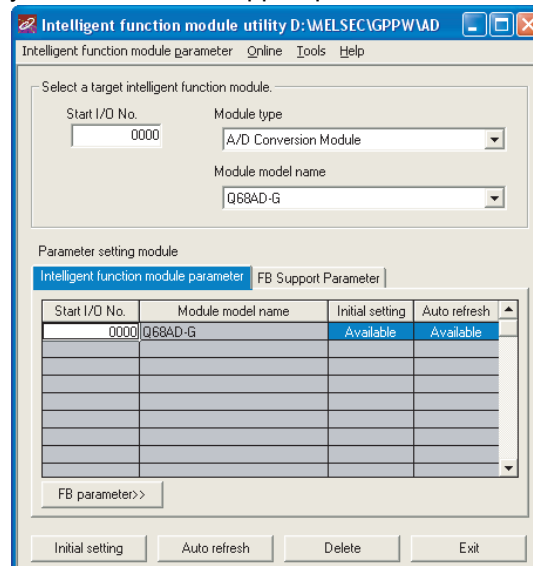 Intelligent function module utility D:\MELSEC\GPPW\AD
Intelligent function module parameter Online Tools Help
Select a target intelligent function module.
Start I/O No. Module type
0000 A/D Conversion Module
Module model name
Q68AD-G
Parameter setting module
Intelligent function module parameter FB Support Parameter
Start I/O No. Module model name Initial setting Auto refresh
0000 Q68AD-G Available Available
FB parameter>>
Initial setting Auto refresh Delete Exit